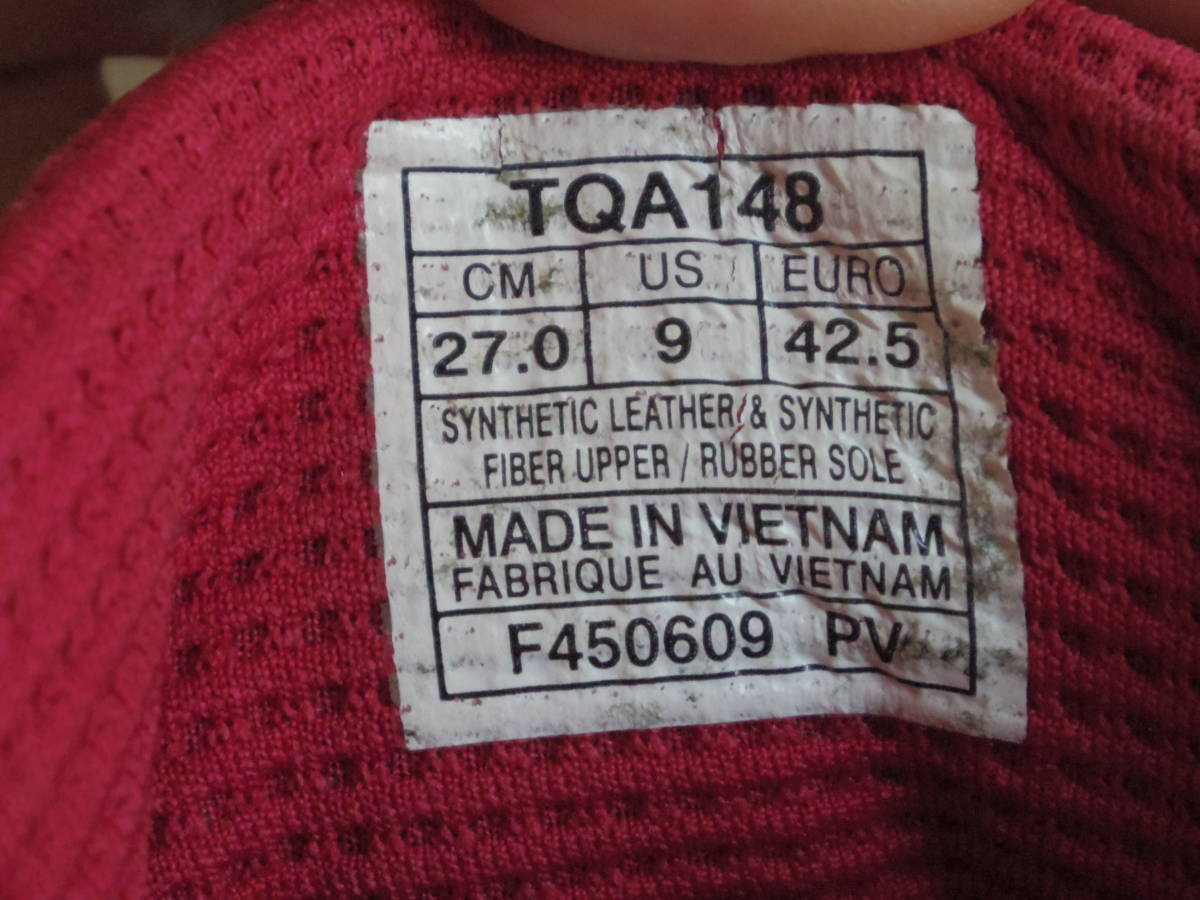 TQA148
CM US EURO
27.0 9 42.5
SYNTHETIC LEATHER & SYNTHETIC
FIBER UPPER / RUBBER SOLE
MADE IN VIETNAM
FABRIQUE AU VIETNAM
F450609 PV